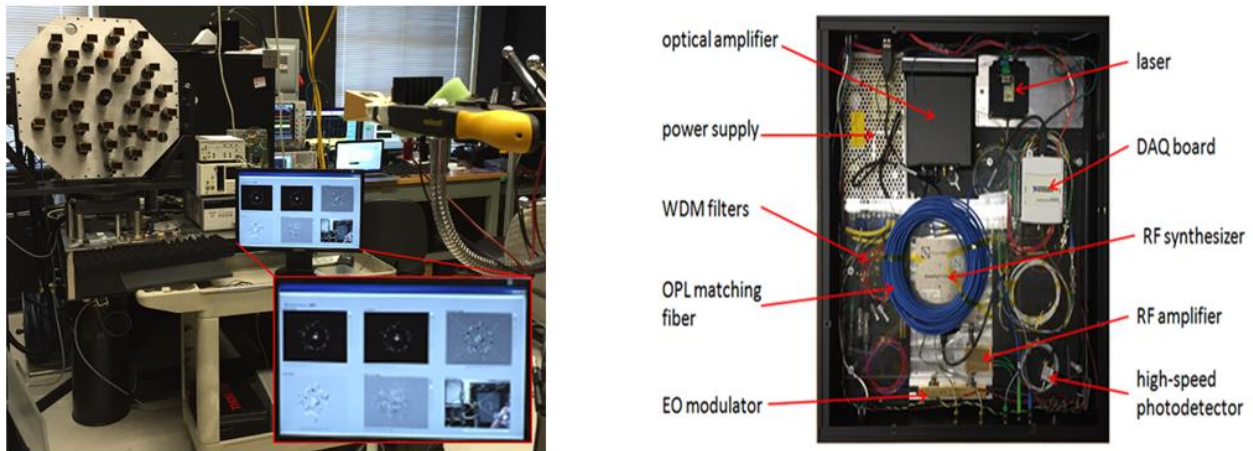 optical amplifier
power supply
WDM filters
OPL matching
fiber
EO modulator
laser
DAQ board
RF synthesizer
RF amplifier
high-speed
photodetector